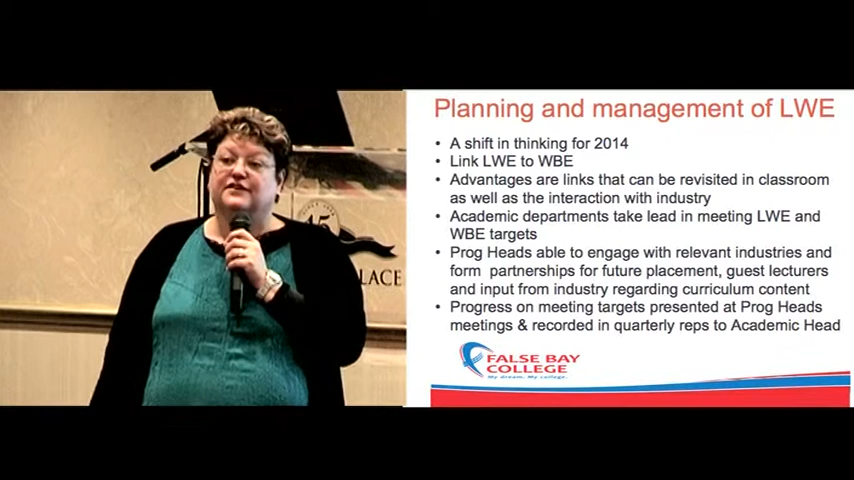 Planning and management of LWE
• A shift in thinking for 2014
• Link LWE to WBE
• Advantages are links that can be revisited in classroom
as well as the interaction with industry
• Academic departments take lead in meeting LWE and
WBE targets
• Prog Heads able to engage with relevant industries and
form partnerships for future placement, guest lecturers
and input from industry regarding curriculum content
• Progress on meeting targets presented at Prog Heads
meetings & recorded in quarterly reps to Academic Head
FALSE BAY
COLLEGE
My dream. My college.
15
LACE